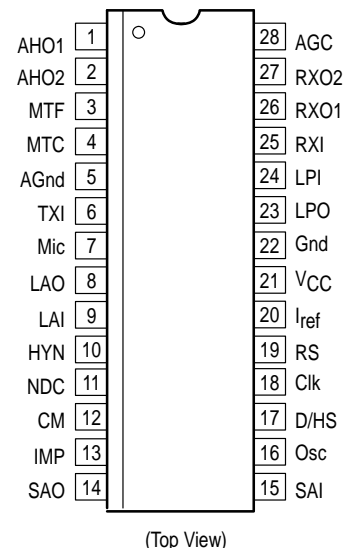 AHO1 1 28 AGC
AHO2 2 27 RXO2
MTF 3 26 RXO1
MTC 4 25 RXI
AGnd 5 24 LPI
TXI 6 23 LPO
Mic 7 22 Gnd
LAO 8 21 VCC
LAI 9 20 Iref
HYN 10 19 RS
NDC 11 18 Clk
CM 12 17 D/HS
IMP 13 16 Osc
SAO 14 15 SAI
(Top View)